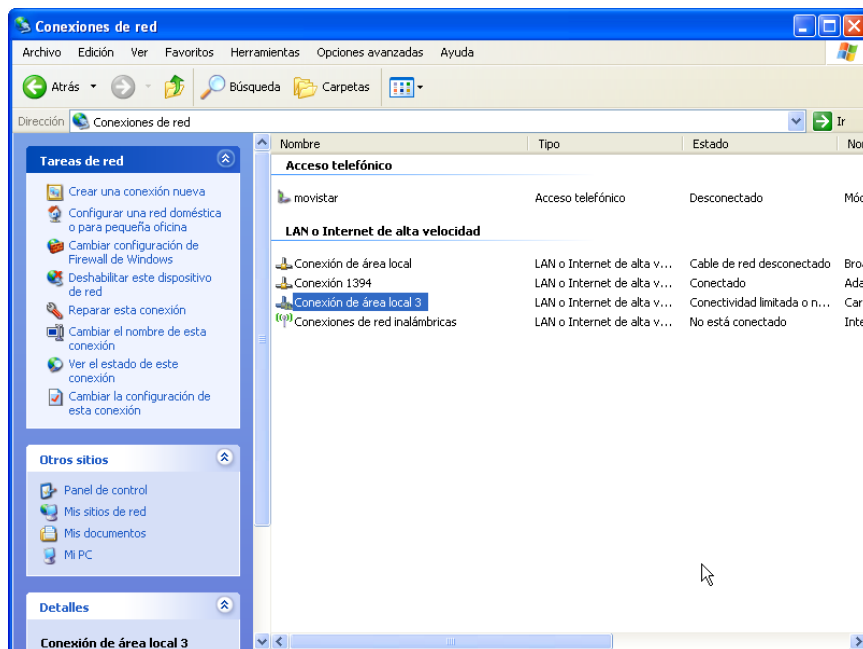 Conexiones de red
Archivo Edición Ver Favoritos Herramientas Opciones avanzadas Ayuda
Atrás Búsqueda Carpetas
Dirección Conexiones de red Ir
Tareas de red
Crear una conexión nueva
Configurar una red doméstica
o para pequeña oficina
Cambiar configuración de
Firewall de Windows
Deshabilitar este dispositivo
de red
Reparar esta conexión
Cambiar el nombre de esta
conexión
Ver el estado de este
conexión
Cambiar la configuración de
esta conexión
Otros sitios
Panel de control
Mis sitios de red
Mis documentos
Mi PC
Detalles
Conexión de área local 3
Nombre Tipo Estado No
Acceso telefónico
movistar Acceso telefónico Desconectado Móc
LAN o Internet de alta velocidad
Conexión de área local LAN o Internet de alta v... Cable de red desconectado Bro
Conexión 1394 LAN o Internet de alta v... Conectado Ada
Conexión de área local 3 LAN o Internet de alta v... Conectividad limitada o n... Car
Conexiones de red inalámbricas LAN o Internet de alta v... No está conectado Inte